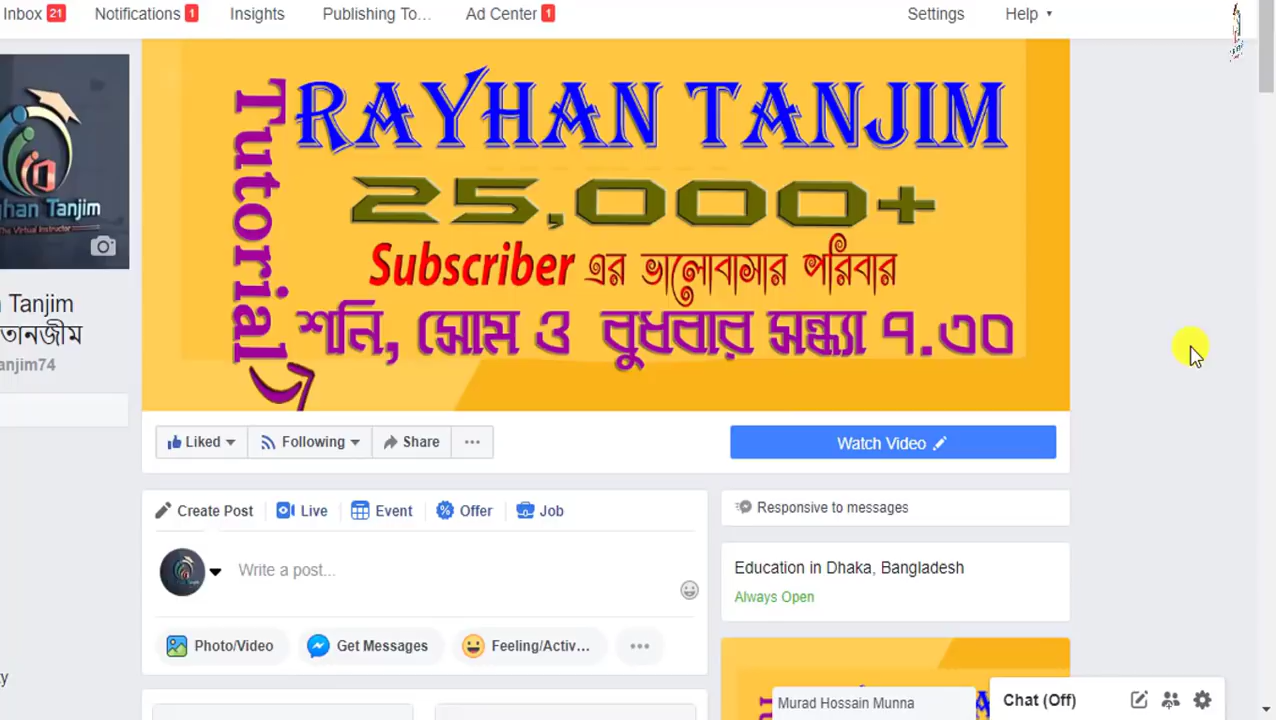 Inbox 21 Notifications 1 Insights Publishing To... Ad Center 1 Settings Help
Tutorial
RAYHAN TANJIM
25,000+
Subscriber এর ভালোবাসার পরিবার
শনি, সোম ও বুধবার সন্ধ্যা ৭.৩০
han Tanjim
The Virtual Instructor
Tanjim
তানজীম
anjim74
Liked Following Share ... Watch Video
Create Post Live Event Offer Job
Responsive to messages
Write a post...
Education in Dhaka, Bangladesh
Always Open
Photo/Video Get Messages Feeling/Activ... ...
Murad Hossain Munna
Chat (Off)